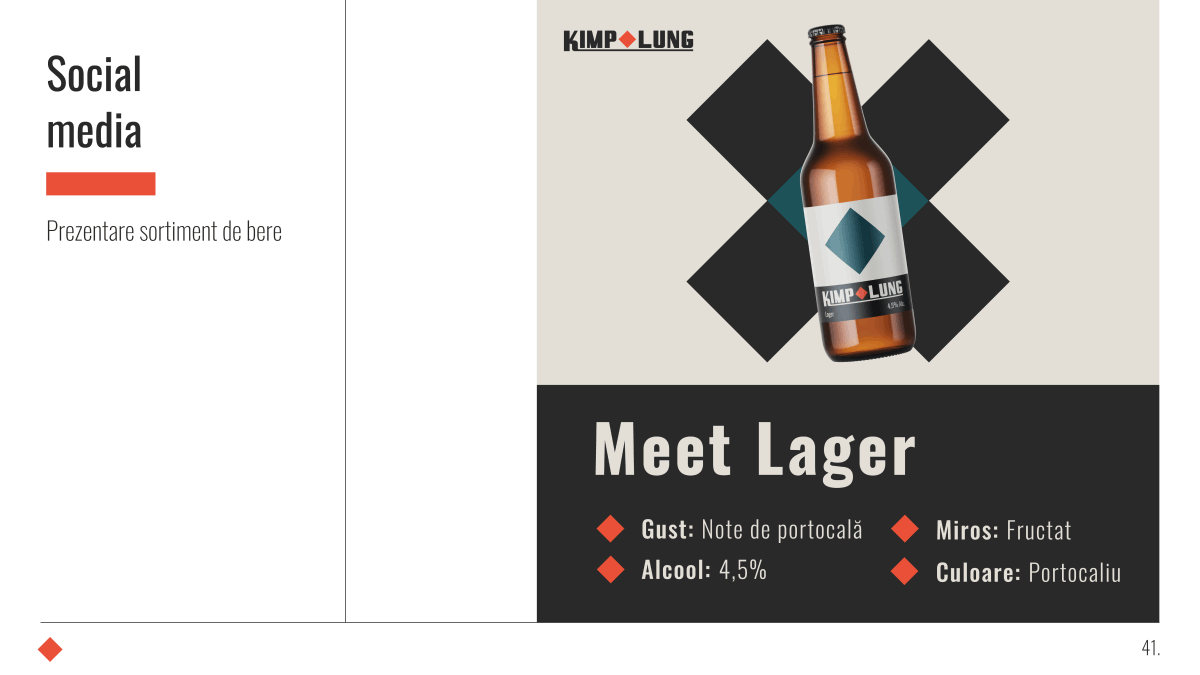 Social
media
Prezentare sortiment de bere
KIMP LUNG
KIMP LUNG
Lager
4.5% Alc.
Meet Lager
Gust: Note de portocală
Miros: Fructat
Alcool: 4,5%
Culoare: Portocaliu
41.